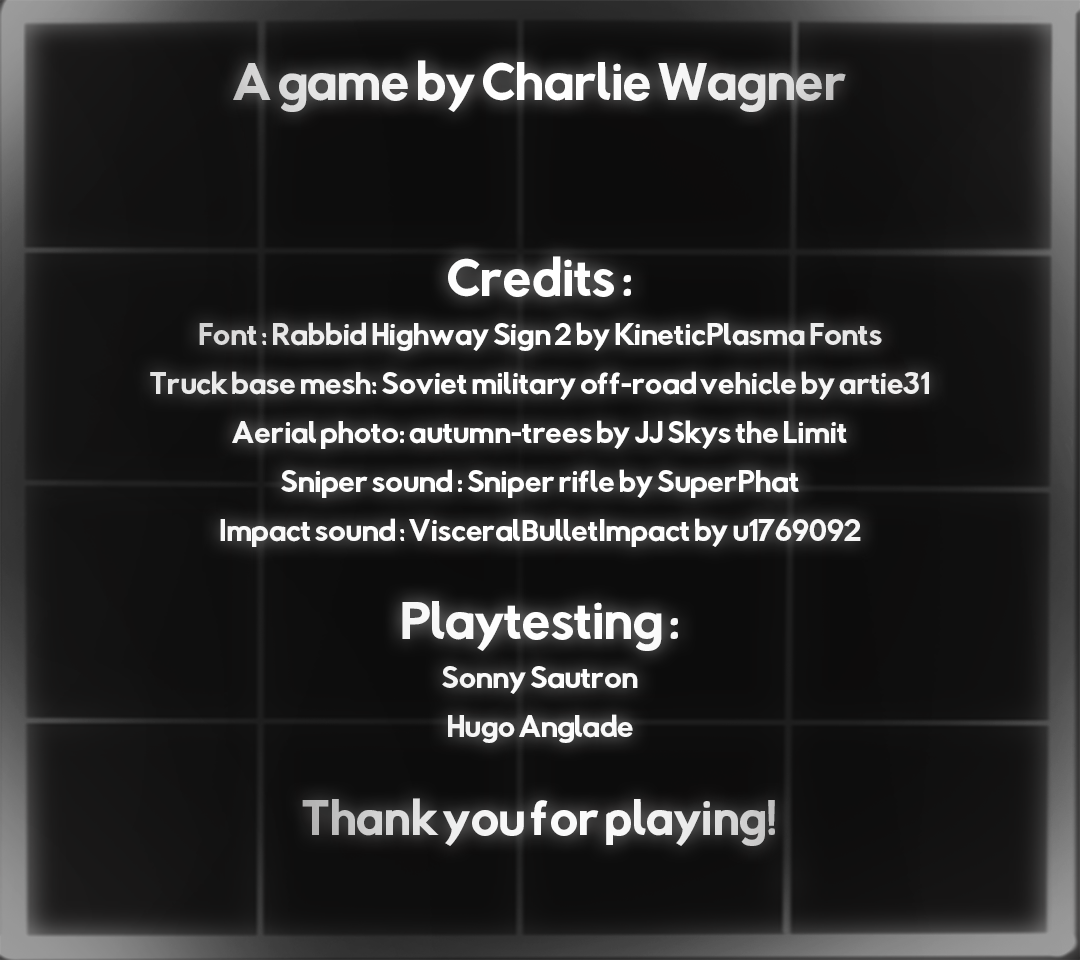 A game by Charlie Wagner
Credits :
Font : Rabbid Highway Sign 2 by KineticPlasma Fonts
Truck base mesh: Soviet military off-road vehicle by artie31
Aerial photo: autumn-trees by JJ Skys the Limit
Sniper sound : Sniper rifle by SuperPhat
Impact sound : VisceralBulletImpact by u1769092
Playtesting :
Sonny Sautron
Hugo Anglade
Thank you for playing!